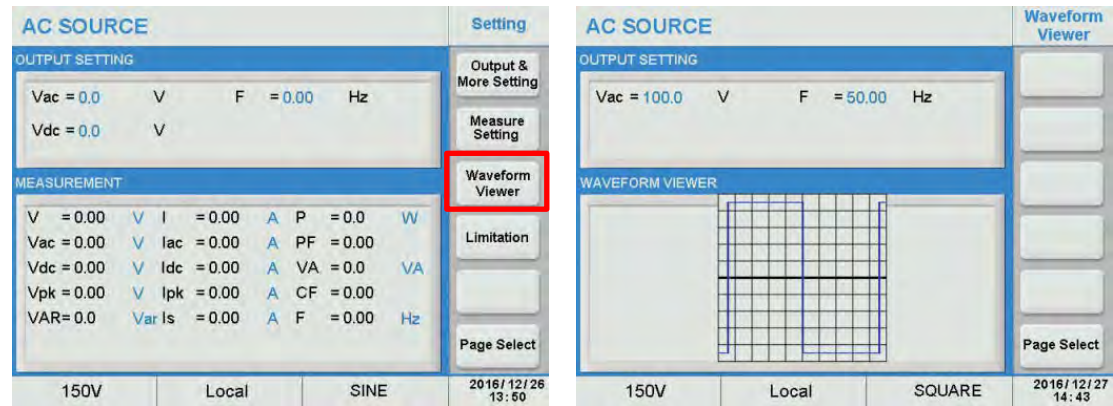 AC SOURCE
Setting
OUTPUT SETTING
Vac = 0.0 V F = 0.00 Hz
Vdc = 0.0 V
Output &
More Setting
Measure
Setting
Waveform
Viewer
Limitation
Page Select
MEASUREMENT
V = 0.00 V I = 0.00 A P = 0.0 W
Vac = 0.00 V Iac = 0.00 A PF = 0.00
Vdc = 0.00 V Idc = 0.00 A VA = 0.0 VA
Vpk = 0.00 V Ipk = 0.00 A CF = 0.00
VAR= 0.0 Var Is = 0.00 A F = 0.00 Hz
150V Local SINE
2016/12/26
13:50
AC SOURCE
Waveform
Viewer
OUTPUT SETTING
Vac = 100.0 V F = 50.00 Hz
WAVEFORM VIEWER
Page Select
150V Local SQUARE
2016/12/27
14:43